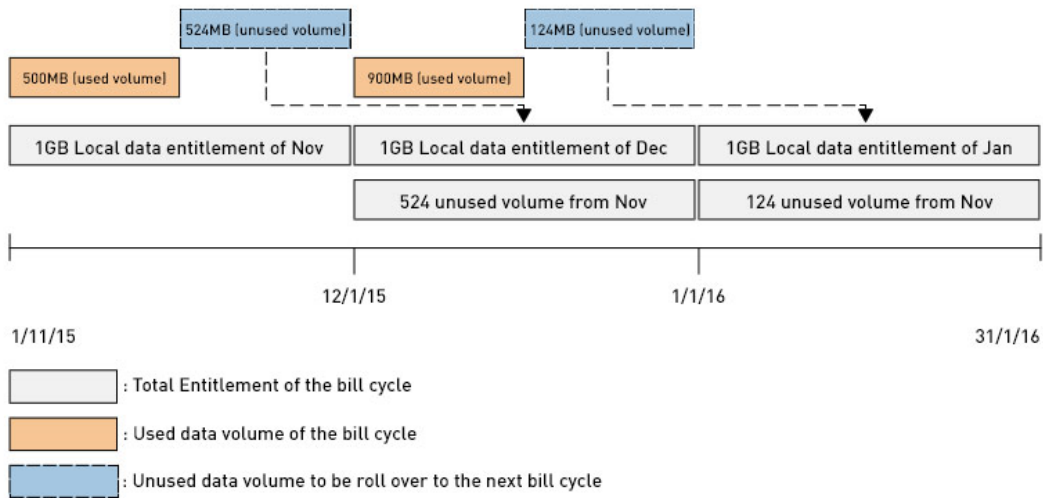 524MB (unused volume)
124MB (unused volume)
500MB (used volume)
900MB (used volume)
1GB Local data entitlement of Nov
1GB Local data entitlement of Dec
1GB Local data entitlement of Jan
524 unused volume from Nov
124 unused volume from Nov
12/1/15
1/1/16
1/11/15
31/1/16
: Total Entitlement of the bill cycle
: Used data volume of the bill cycle
: Unused data volume to be roll over to the next bill cycle